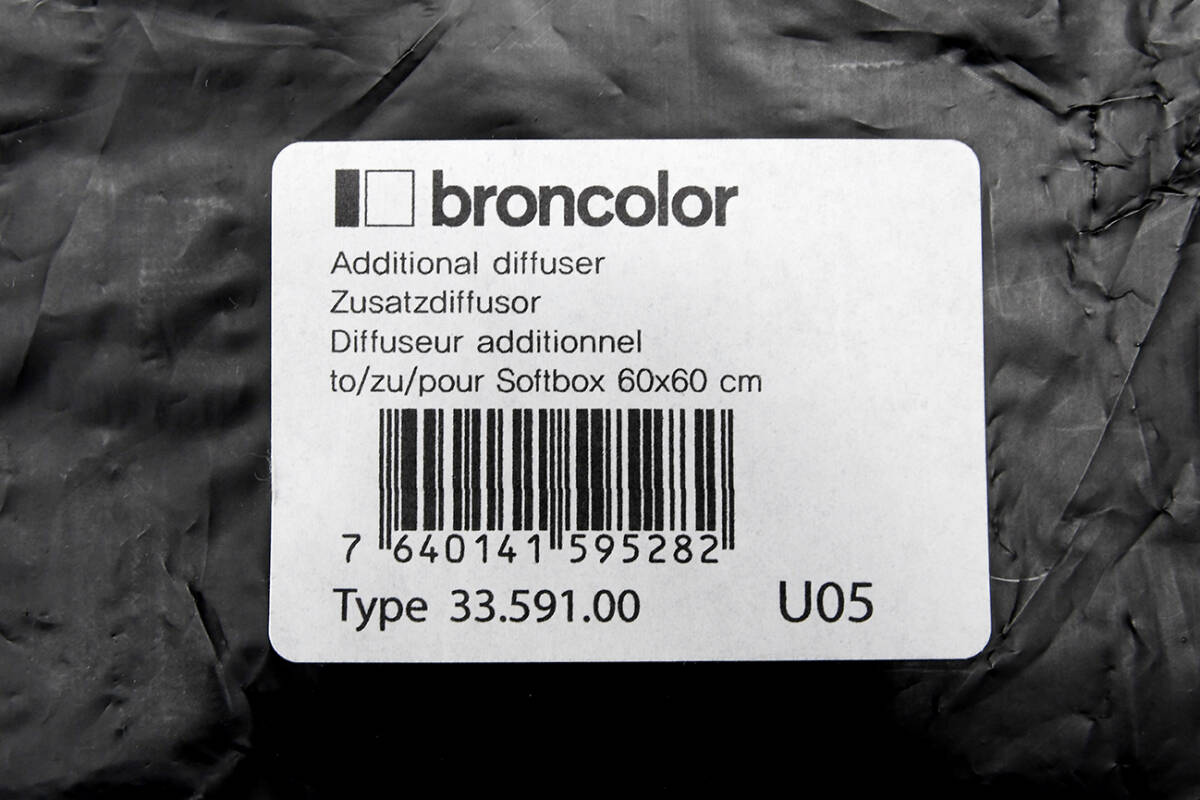 broncolor
Additional diffuser
Zusatzdiffusor
Diffuseur additionnel
to/zu/pour Softbox 60x60 cm
7 640141 595282
Type 33.591.00 U05